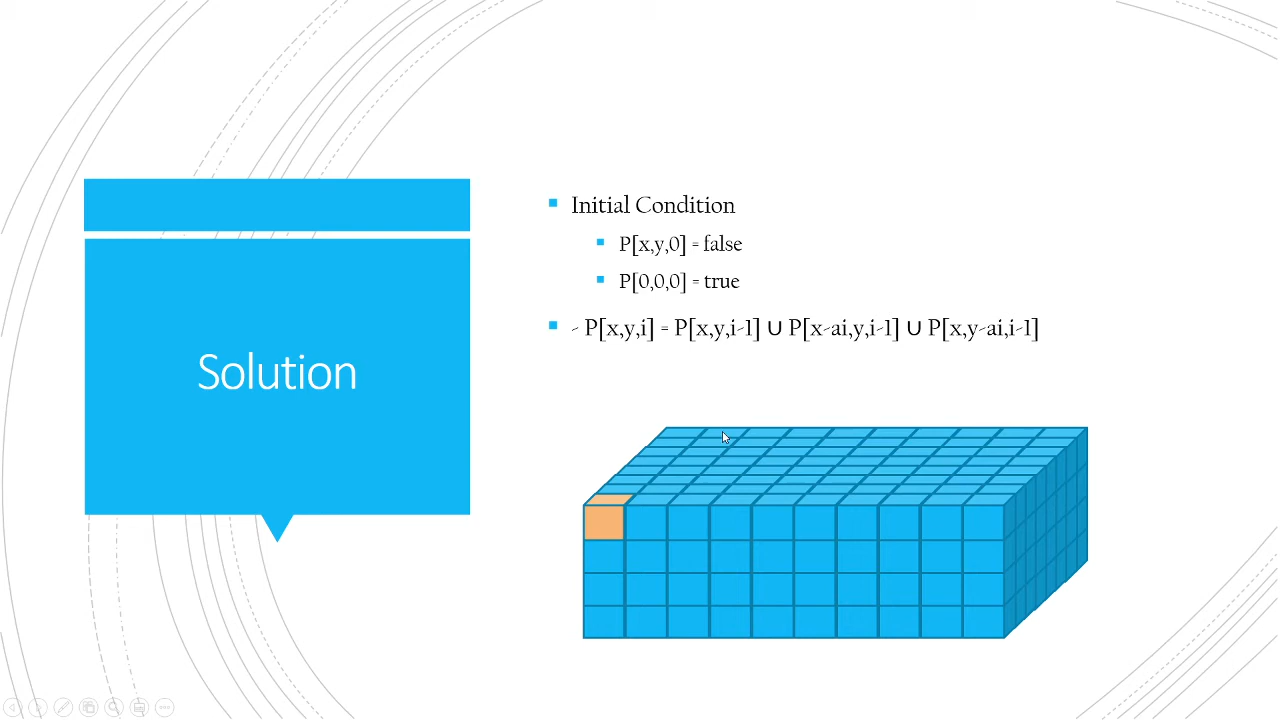 Solution
Initial Condition
P[x,y,0] = false
P[0,0,0] = true
- P[x,y,i] = P[x,y,i-1] ∪ P[x-ai,y,i-1] ∪ P[x,y-ai,i-1]